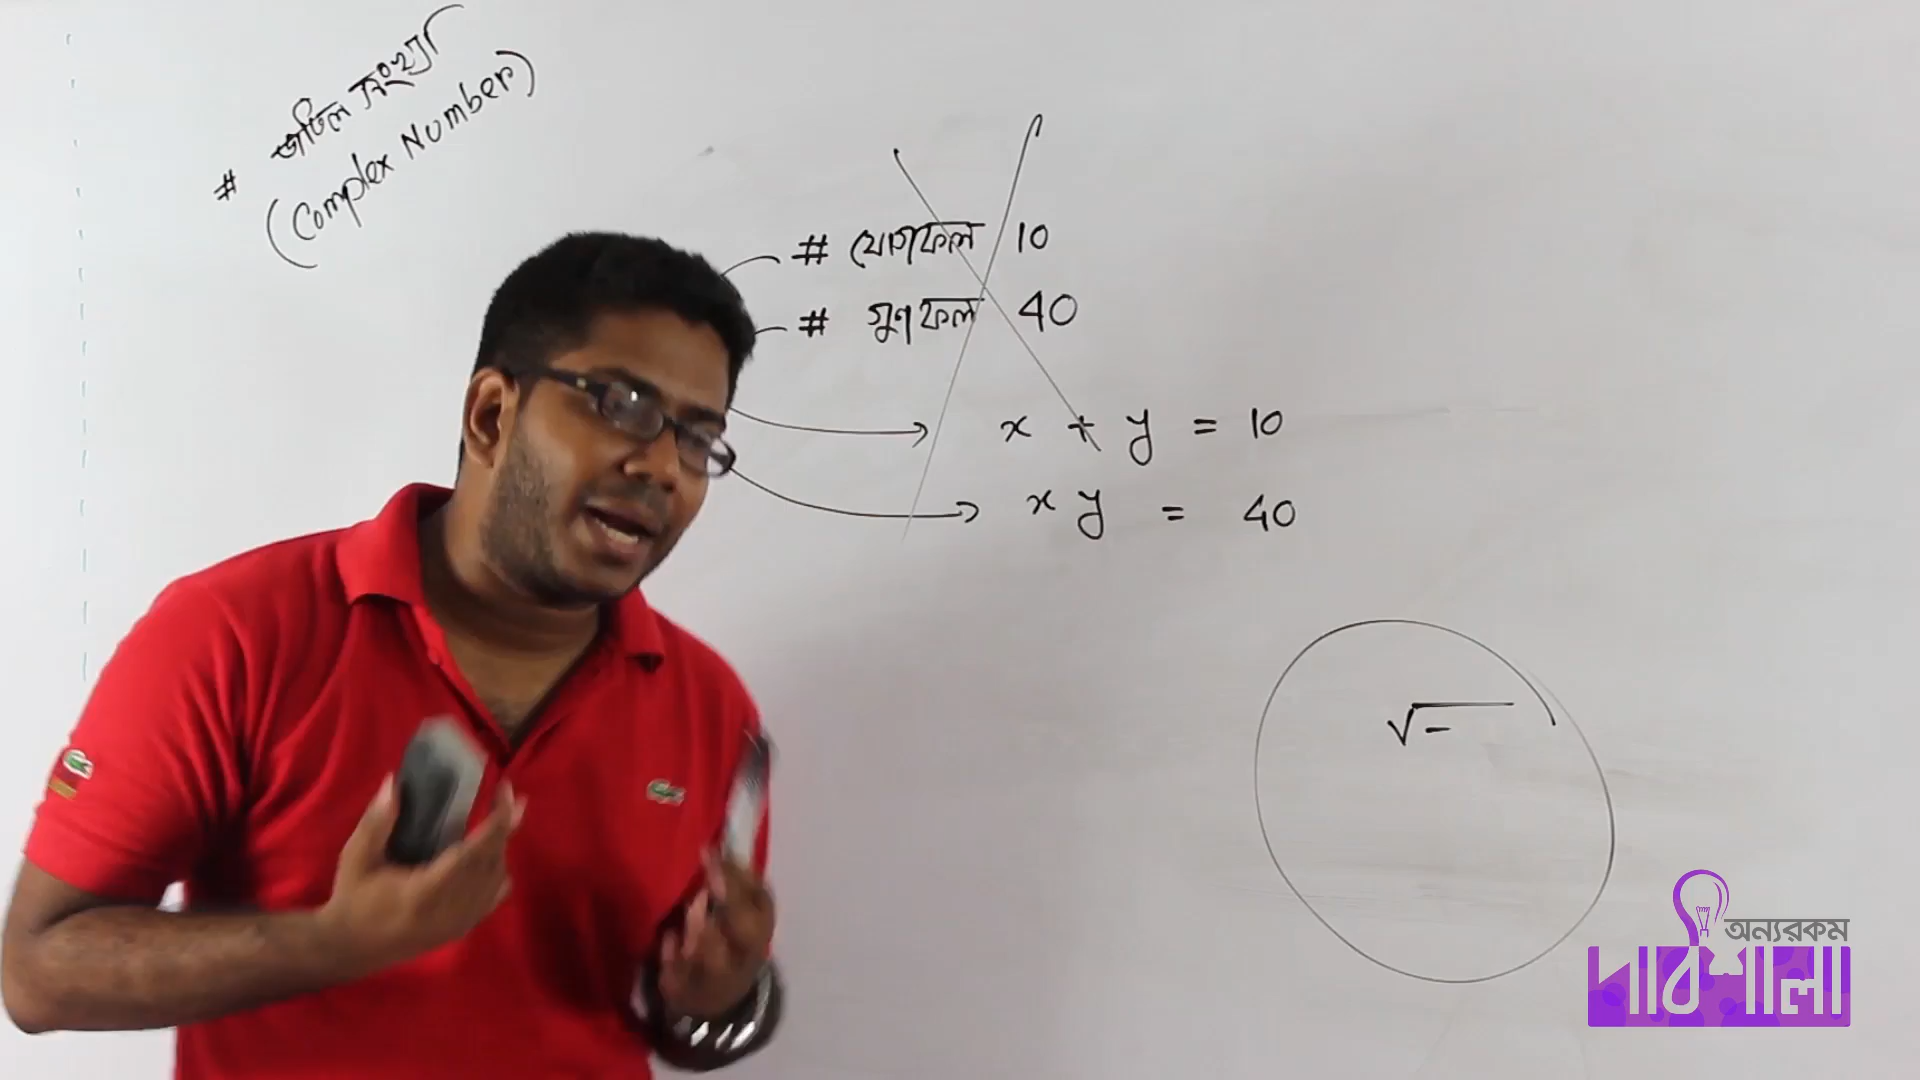 # জটিল সংখ্যা
(Complex Number)
# যোগফল 10
# গুণফল 40
x + y = 10
x y = 40
√-
অন্যরকম
পাঠশালা